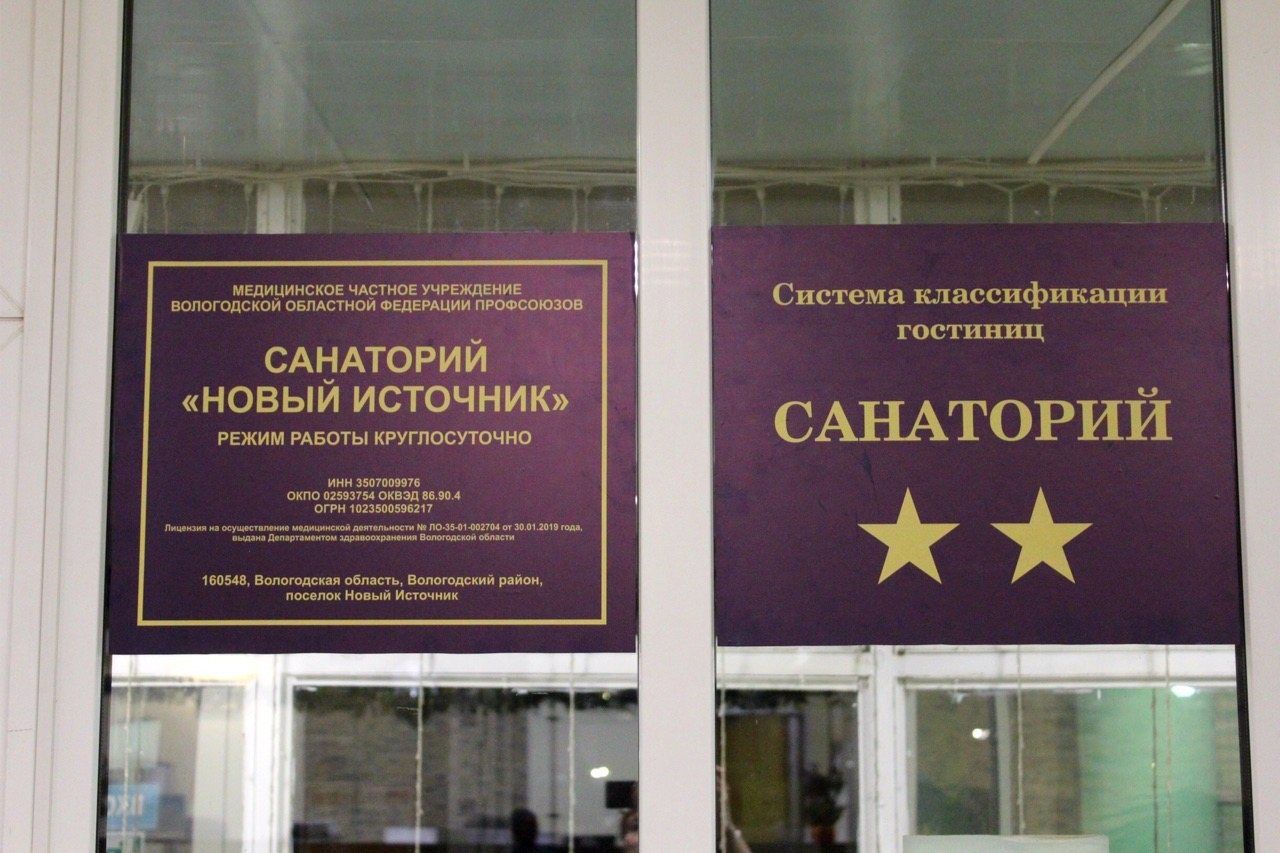 МЕДИЦИНСКОЕ ЧАСТНОЕ УЧРЕЖДЕНИЕ
ВОЛОГОДСКОЙ ОБЛАСТНОЙ ФЕДЕРАЦИИ ПРОФСОЮЗОВ
САНАТОРИЙ
«НОВЫЙ ИСТОЧНИК»
РЕЖИМ РАБОТЫ КРУГЛОСУТОЧНО
ИНН 3507009976
ОКПО 02593754 ОКВЭД 86.90.4
ОГРН 1023500596217
Лицензия на осуществление медицинской деятельности № ЛО-35-01-002704 от 30.01.2019 года,
выдана Департаментом здравоохранения Вологодской области
160548, Вологодская область, Вологодский район,
поселок Новый Источник
Система классификации
гостиниц
САНАТОРИЙ